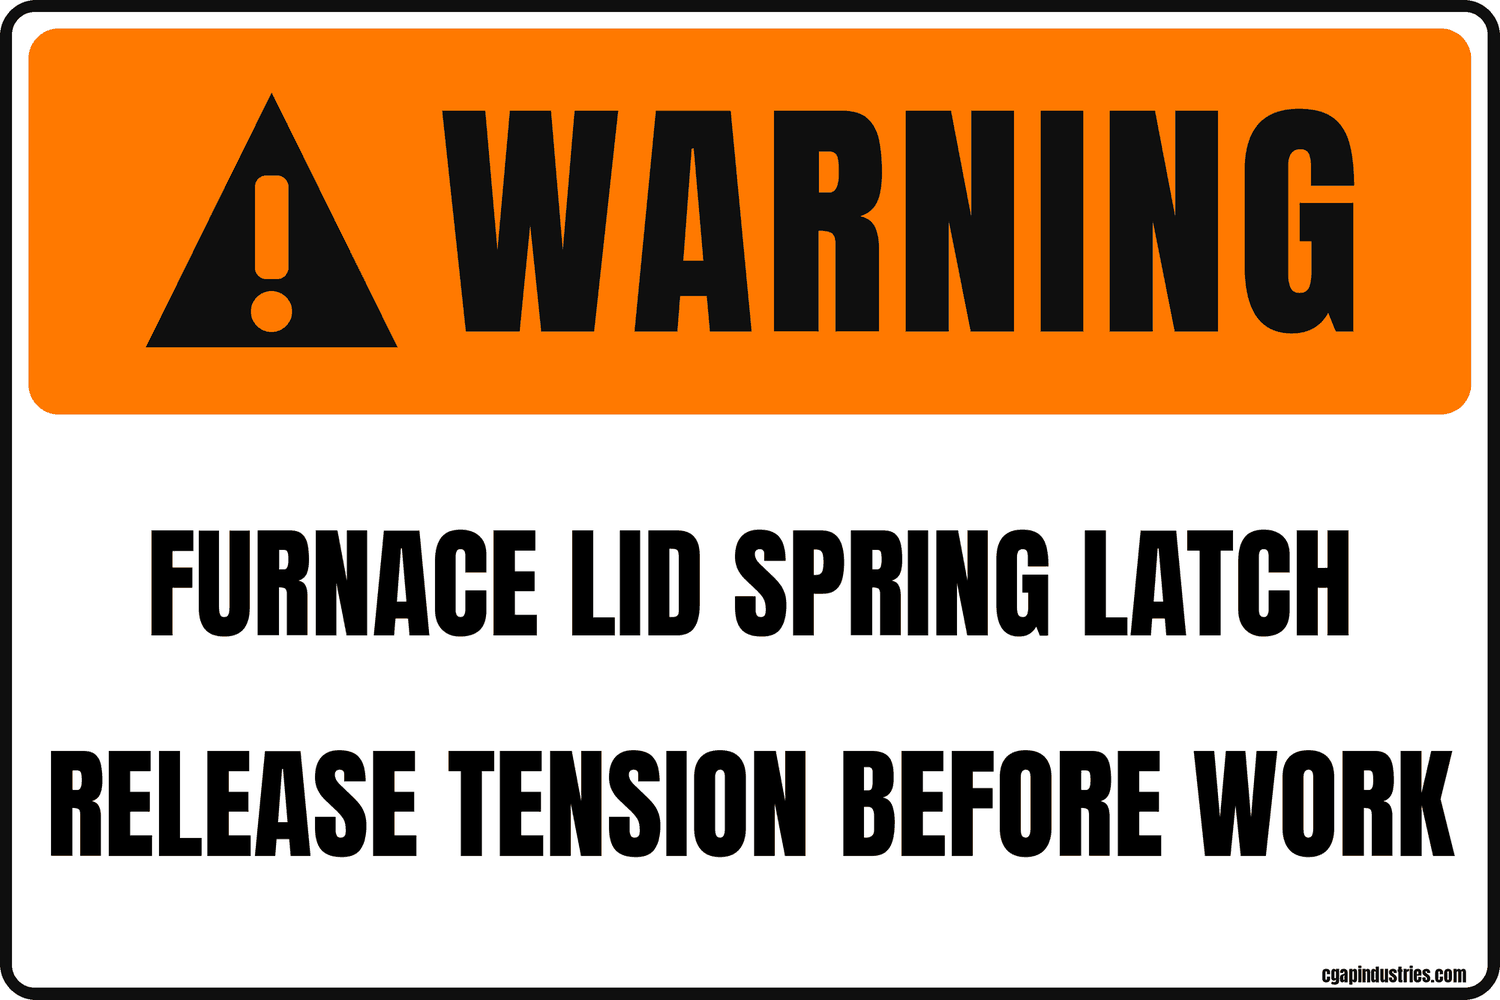 WARNING
FURNACE LID SPRING LATCH
RELEASE TENSION BEFORE WORK
cgapindustries.com